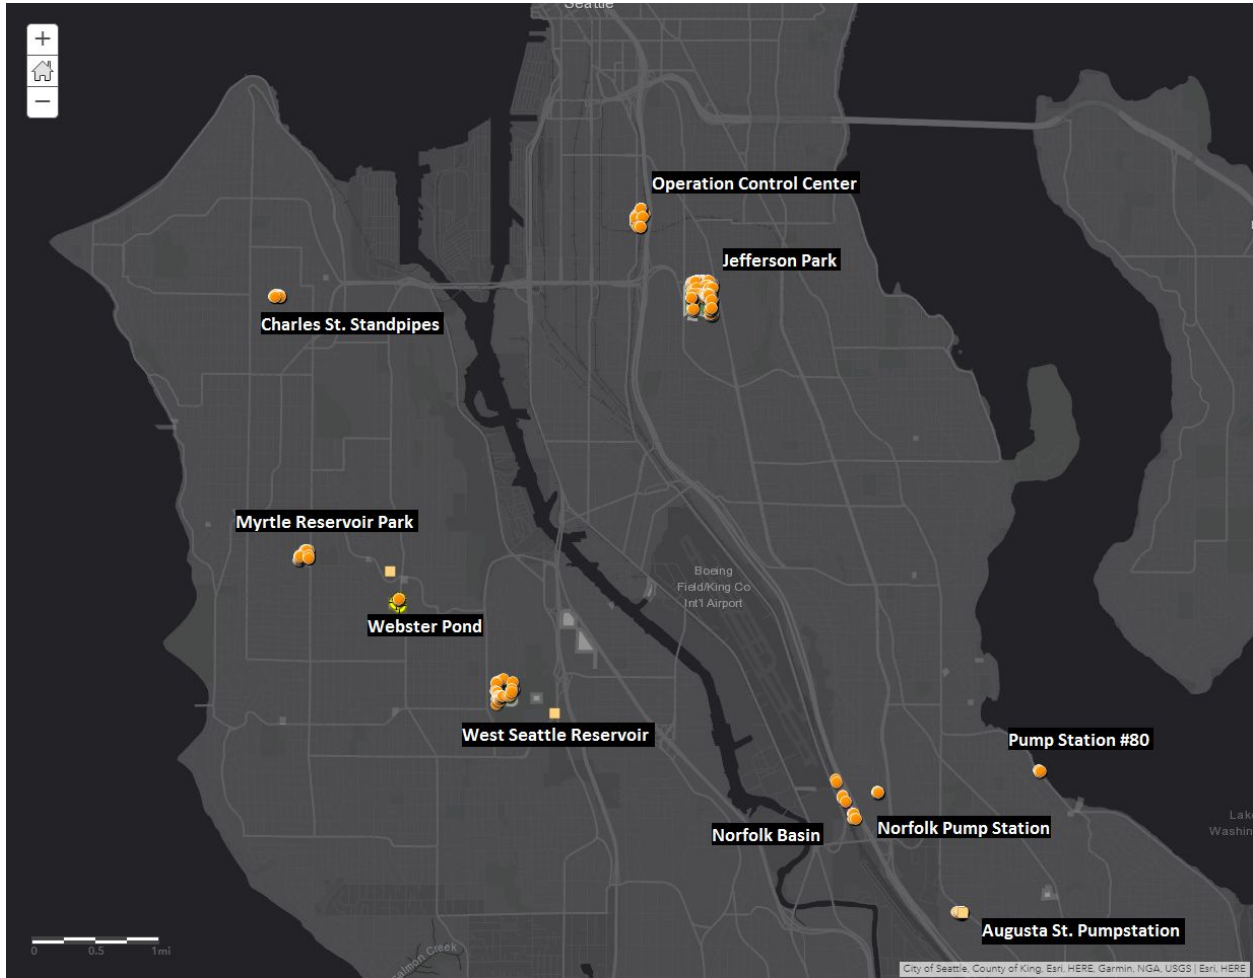 Seattle
+
−
Operation Control Center
Jefferson Park
Charles St. Standpipes
Myrtle Reservoir Park
Boeing
Field/King Co
Int'l Airport
Webster Pond
West Seattle Reservoir
Pump Station #80
Norfolk Basin
Norfolk Pump Station
Lake
Washin
Augusta St. Pumpstation
0 0.5 1mi
Salmon Creek
City of Seattle, County of King, Esri, HERE, Garmin, NGA, USGS | Esri, HERE